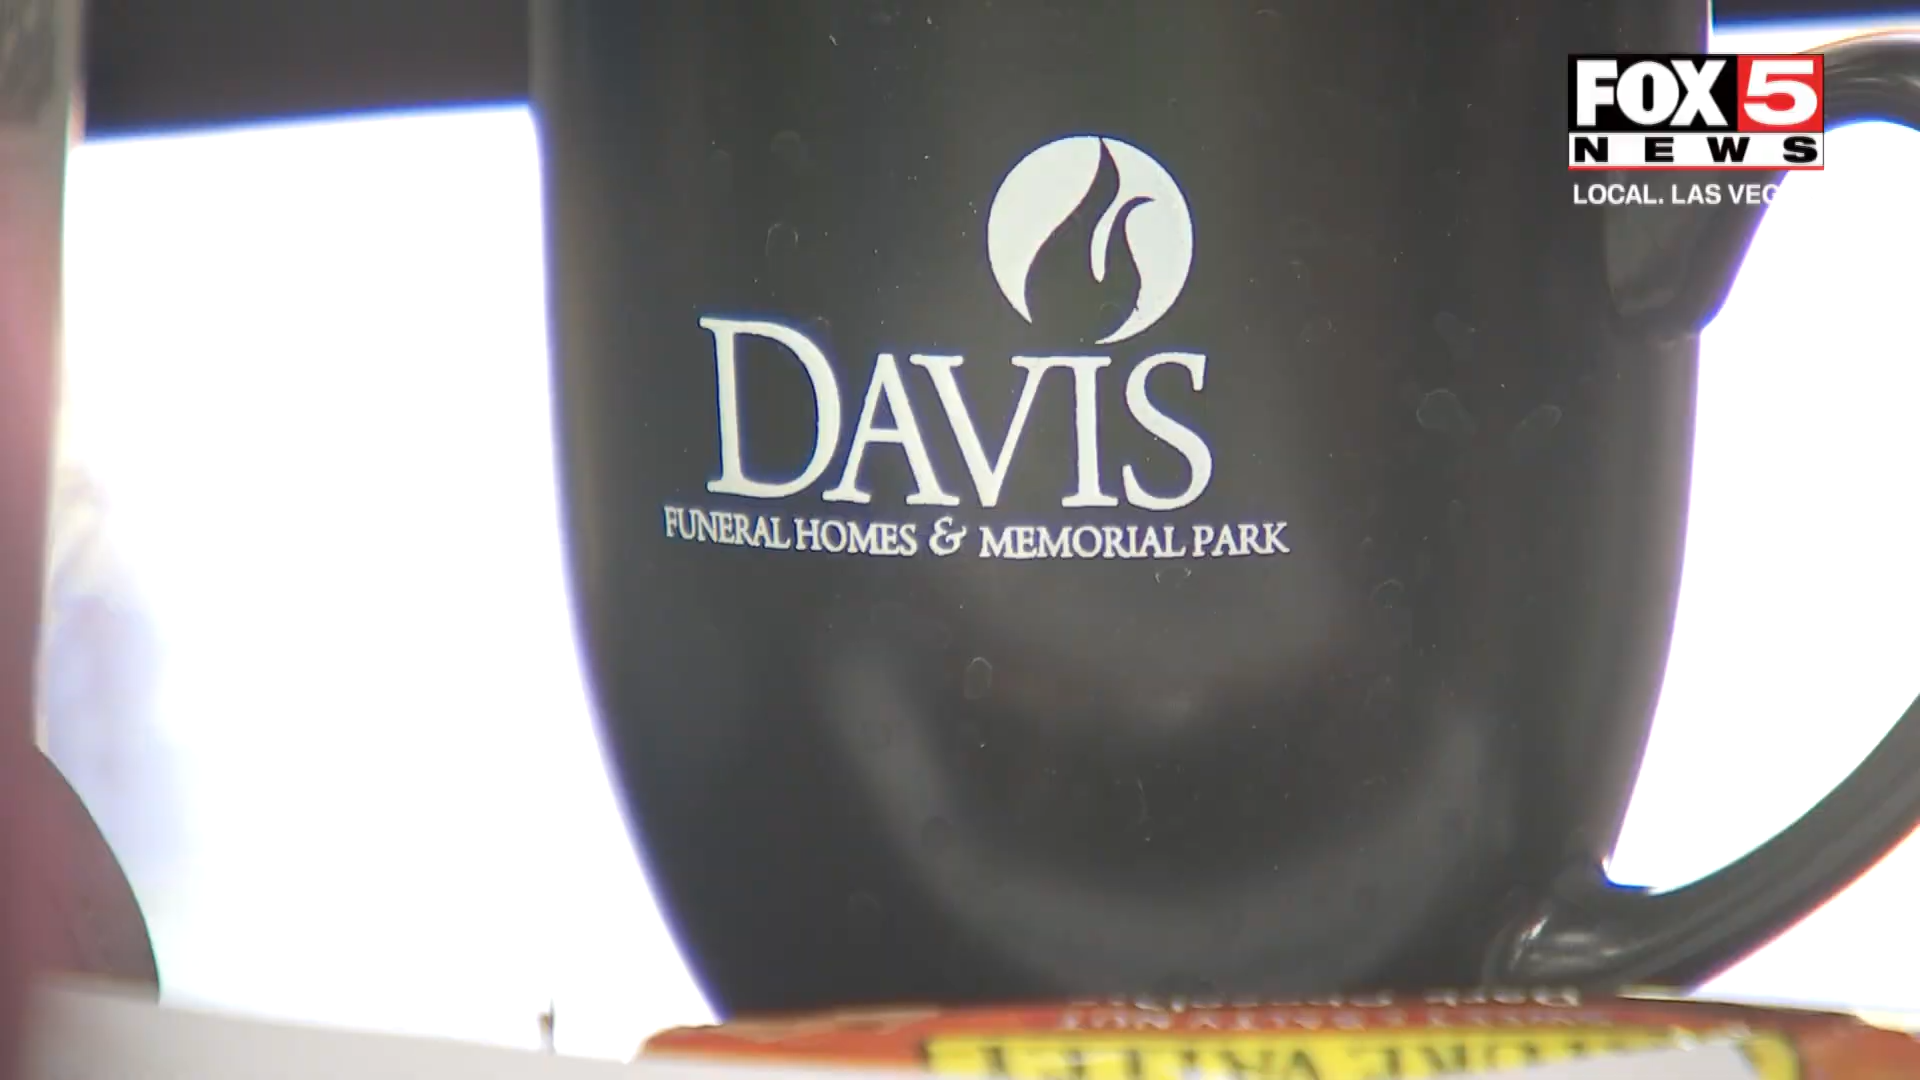 FOX 5
NEWS
LOCAL. LAS VEG
DAVIS
FUNERAL HOMES & MEMORIAL PARK